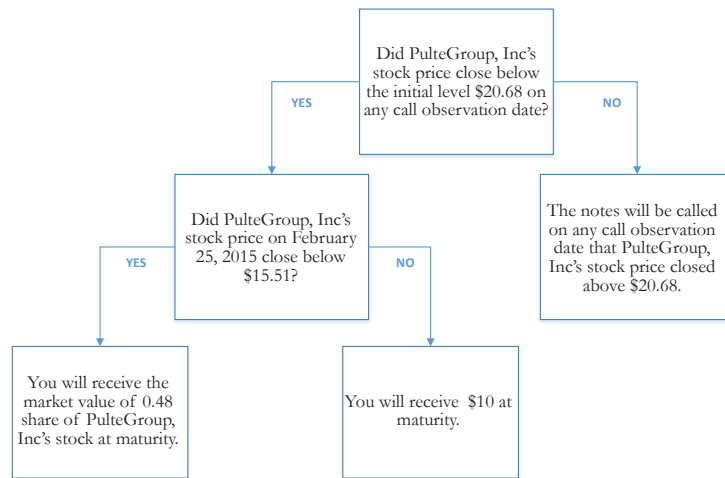 Did PulteGroup, Inc's
stock price close below
the initial level $20.68 on
any call observation date?
YES
NO
Did PulteGroup, Inc's
stock price on February
25, 2015 close below
$15.51?
The notes will be called
on any call observation
date that PulteGroup,
Inc's stock price closed
above $20.68.
YES
NO
You will receive the
market value of 0.48
share of PulteGroup,
Inc's stock at maturity.
You will receive $10 at
maturity.